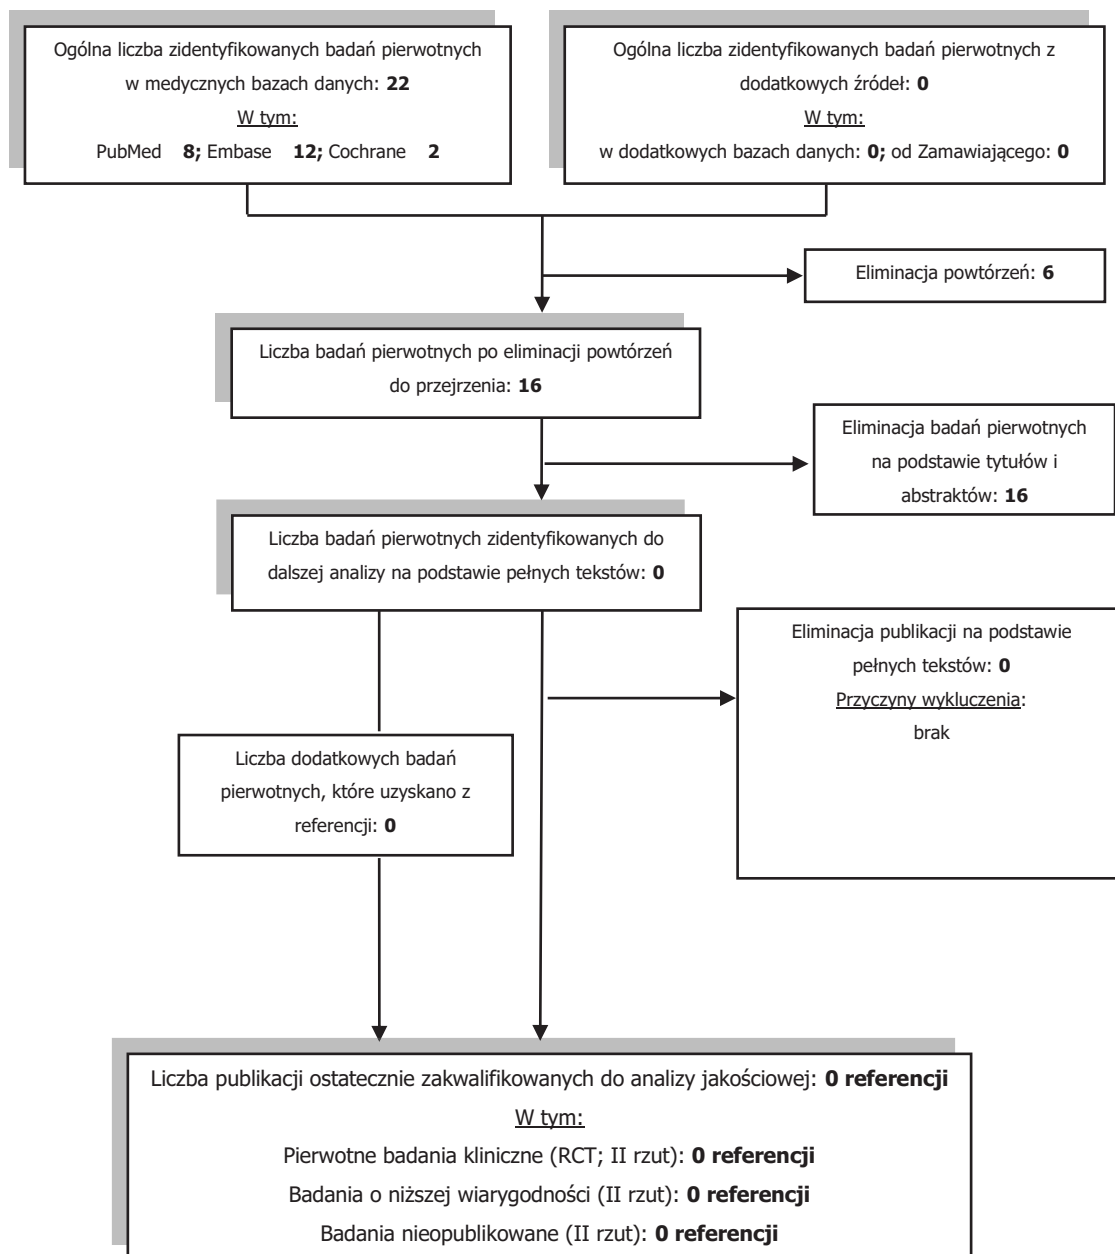 Ogólna liczba zidentyfikowanych badań pierwotnych
w medycznych bazach danych: 22
W tym:
PubMed 8; Embase 12; Cochrane 2
Ogólna liczba zidentyfikowanych badań pierwotnych z
dodatkowych źródeł: 0
W tym:
w dodatkowych bazach danych: 0; od Zamawiającego: 0
Eliminacja powtórzeń: 6
Liczba badań pierwotnych po eliminacji powtórzeń
do przejrzenia: 16
Eliminacja badań pierwotnych
na podstawie tytułów i
abstraktów: 16
Liczba badań pierwotnych zidentyfikowanych do
dalszej analizy na podstawie pełnych tekstów: 0
Eliminacja publikacji na podstawie
pełnych tekstów: 0
Przyczyny wykluczenia:
brak
Liczba dodatkowych badań
pierwotnych, które uzyskano z
referencji: 0
Liczba publikacji ostatecznie zakwalifikowanych do analizy jakościowej: 0 referencji
W tym:
Pierwotne badania kliniczne (RCT; II rzut): 0 referencji
Badania o niższej wiarygodności (II rzut): 0 referencji
Badania nieopublikowane (II rzut): 0 referencji